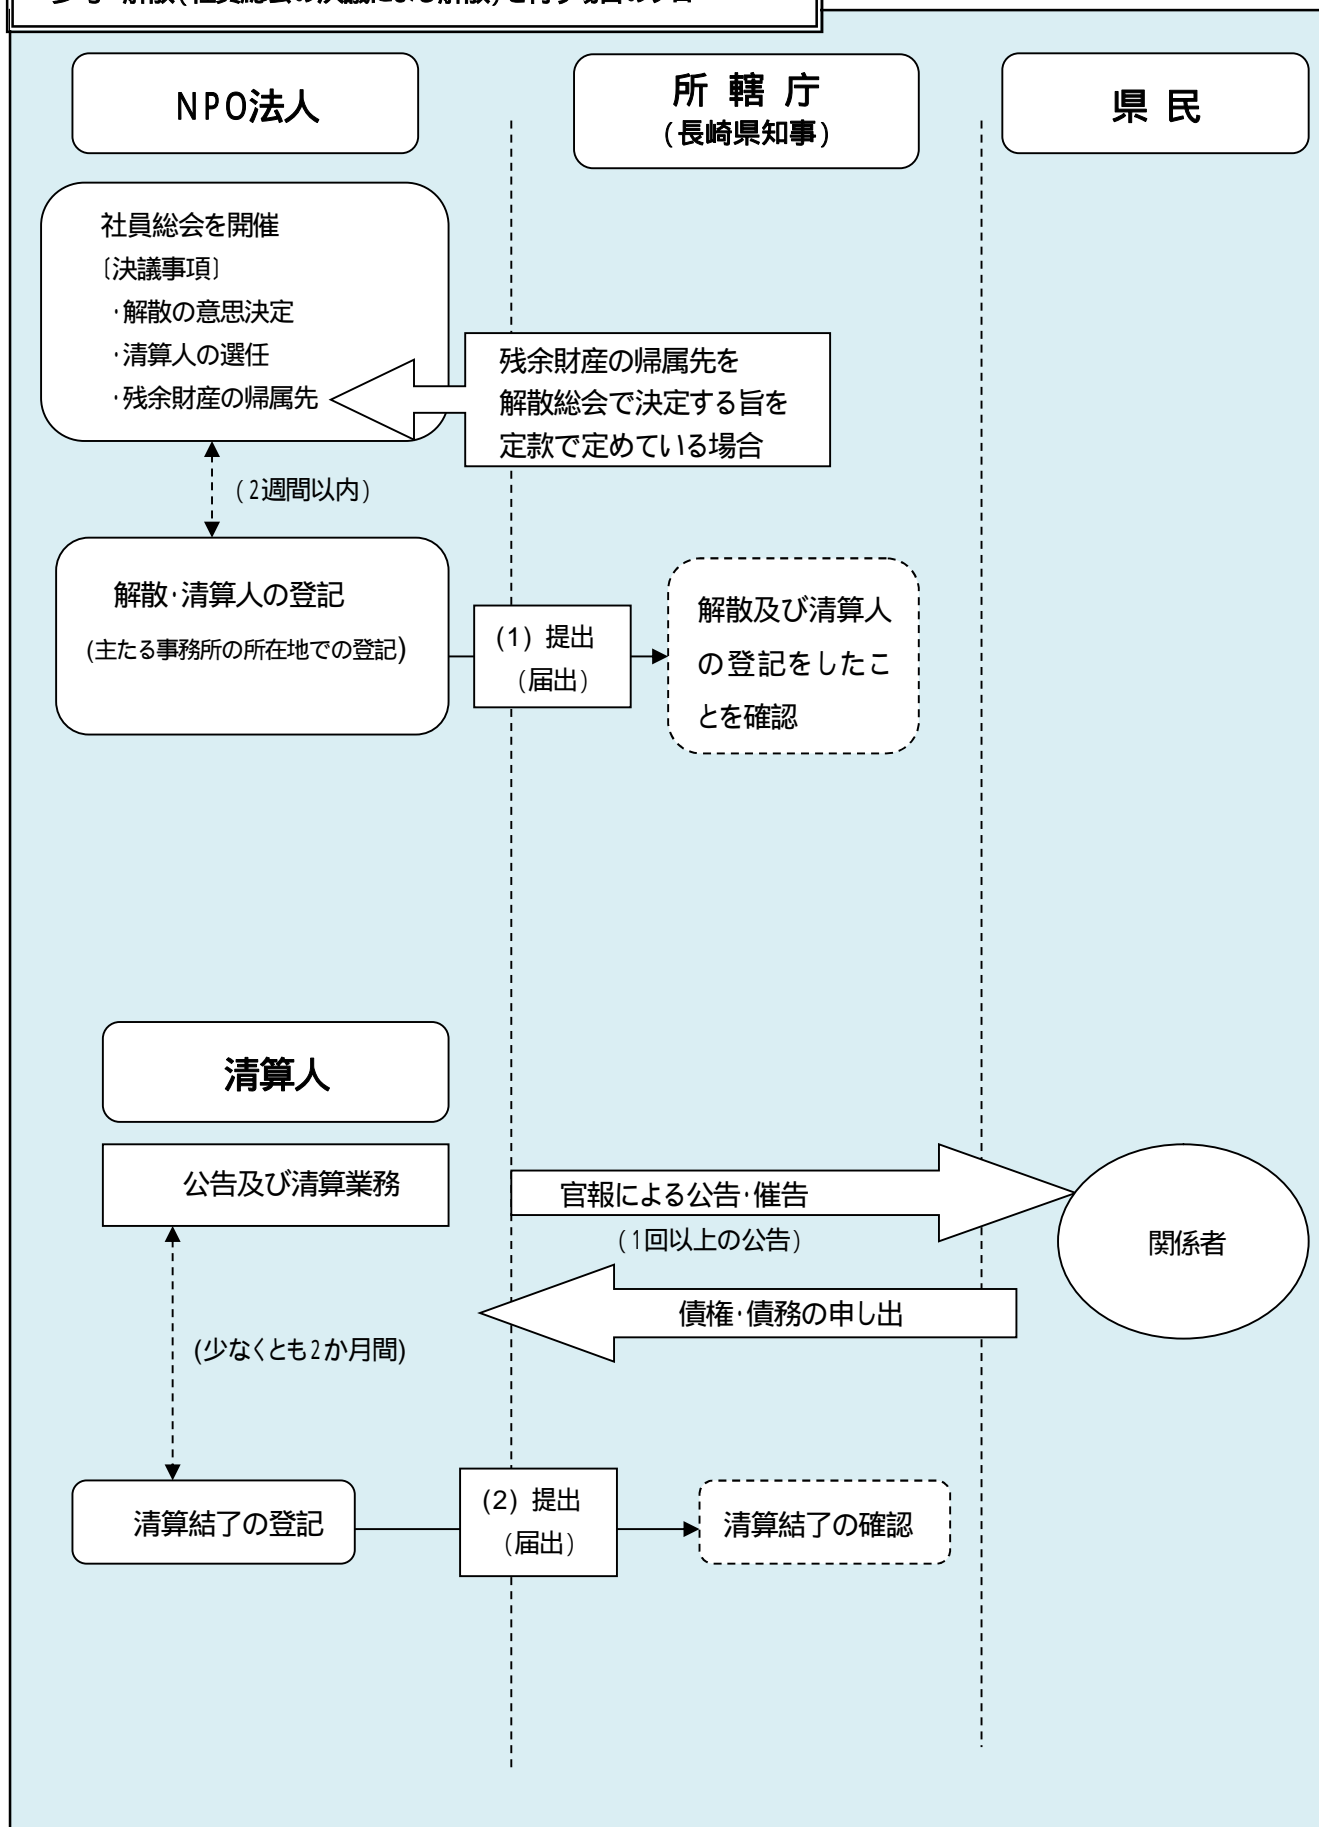 NPO法人
所 轄 庁
(長崎県知事)
県 民
社員総会を開催
〔決議事項〕
・解散の意思決定
・清算人の選任
・残余財産の帰属先
残余財産の帰属先を
解散総会で決定する旨を
定款で定めている場合
(2週間以内)
解散・清算人の登記
(主たる事務所の所在地での登記)
(1) 提出
(届出)
解散及び清算人
の登記をしたこ
とを確認
清算人
公告及び清算業務
官報による公告・催告
(1回以上の公告)
関係者
債権・債務の申し出
(少なくとも2か月間)
清算結了の登記
(2) 提出
(届出)
清算結了の確認